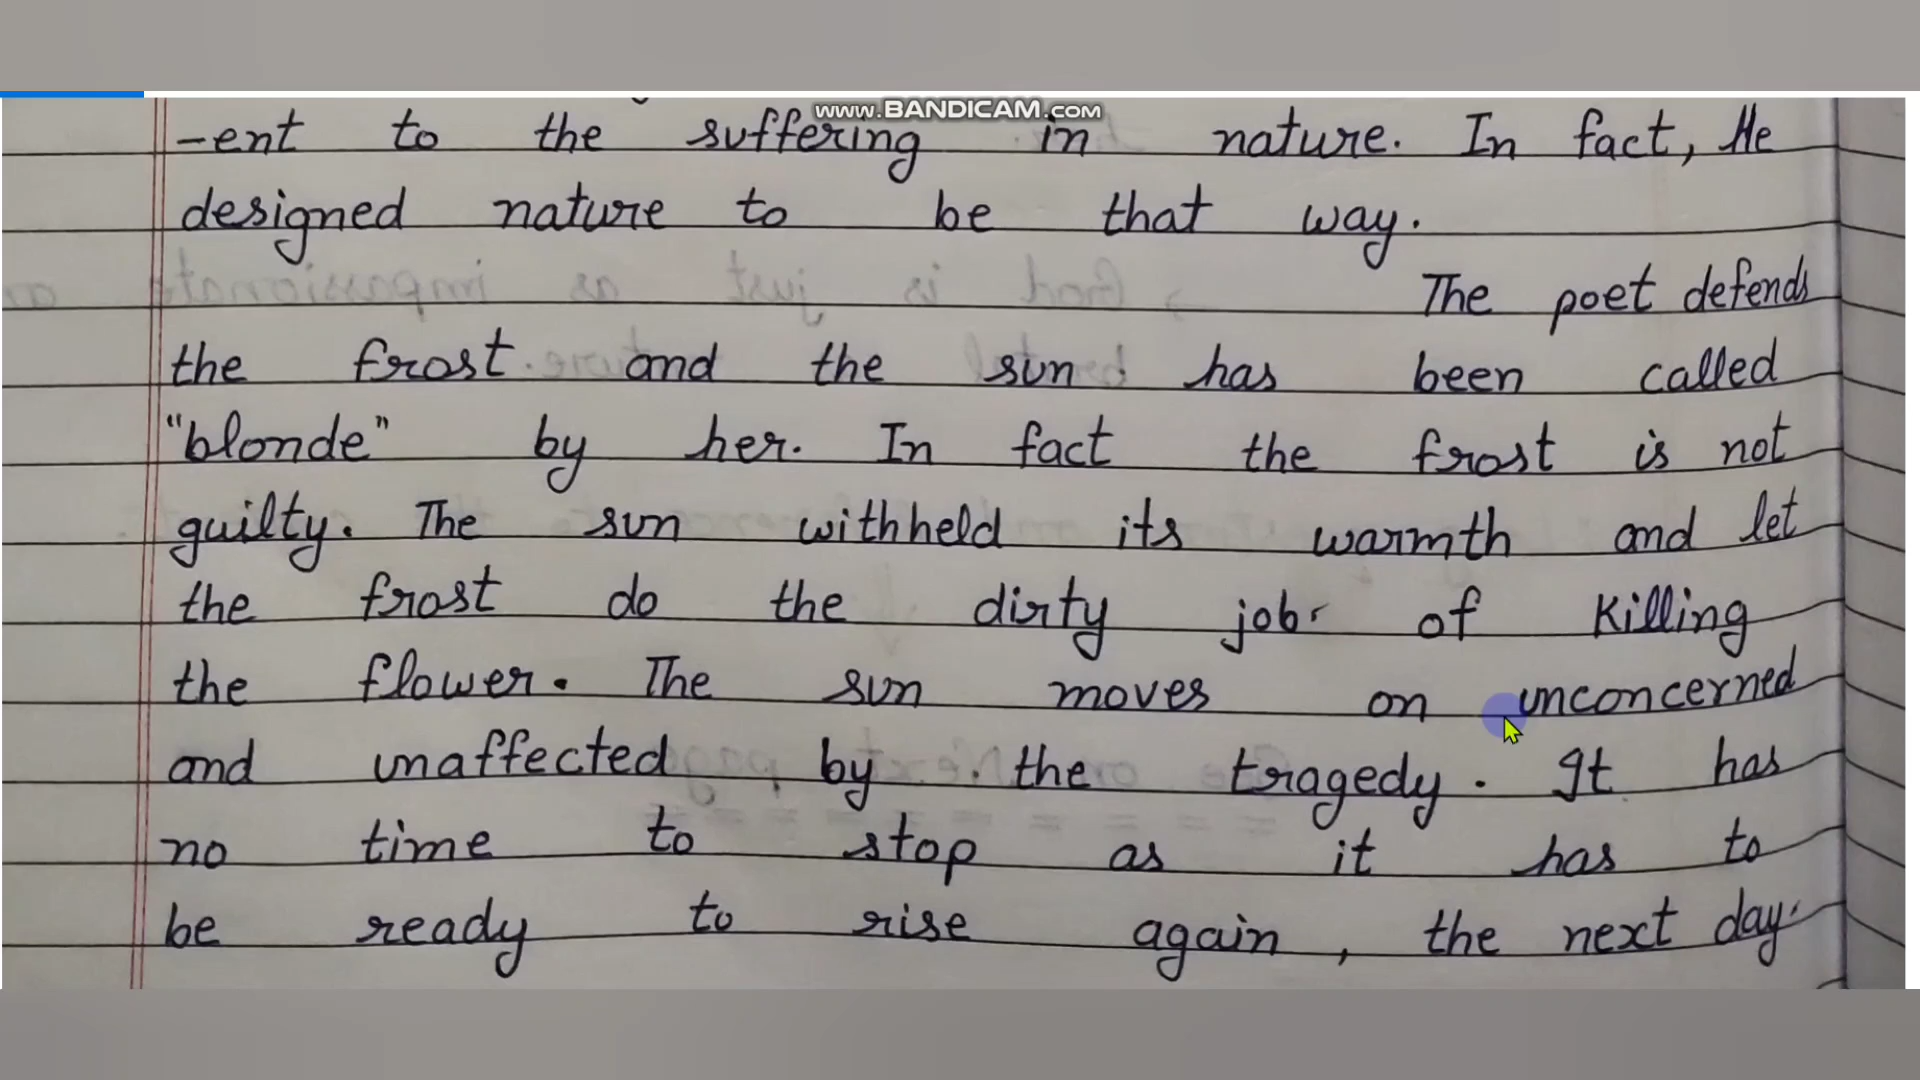 www.BANDICAM.com
-ent to the suffering in nature. In fact, He
designed nature to be that way.
The poet defends
the frost and the sun has been called
"blonde" by her. In fact the frost is not
guilty. The sun withheld its warmth and let
the frost do the dirty job of killing
the flower. The sun moves on unconcerned
and unaffected by the tragedy. It has
no time to stop as it has to
be ready to rise again, the next day.